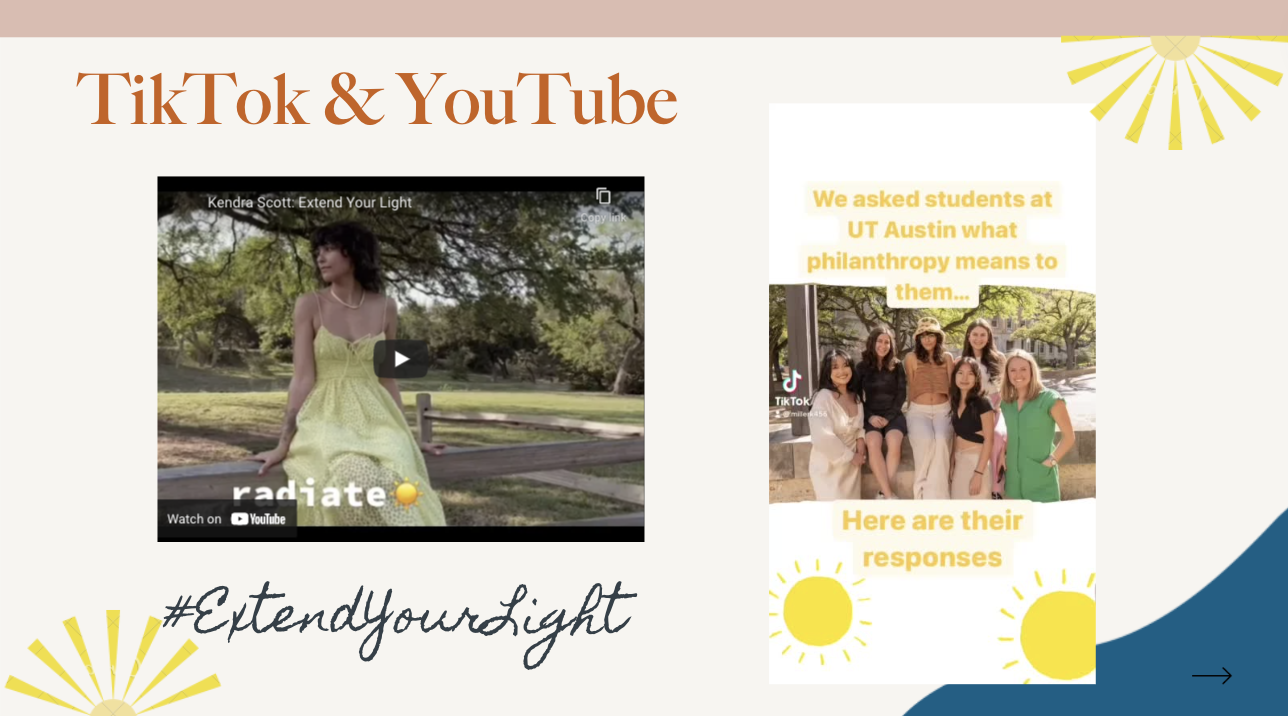 TikTok & YouTube
Kendra Scott: Extend Your Light
Copy link
radiate
Watch on YouTube
#ExtendYourLight
We asked students at
UT Austin what
philanthropy means to
them...
TikTok
Here are their
responses